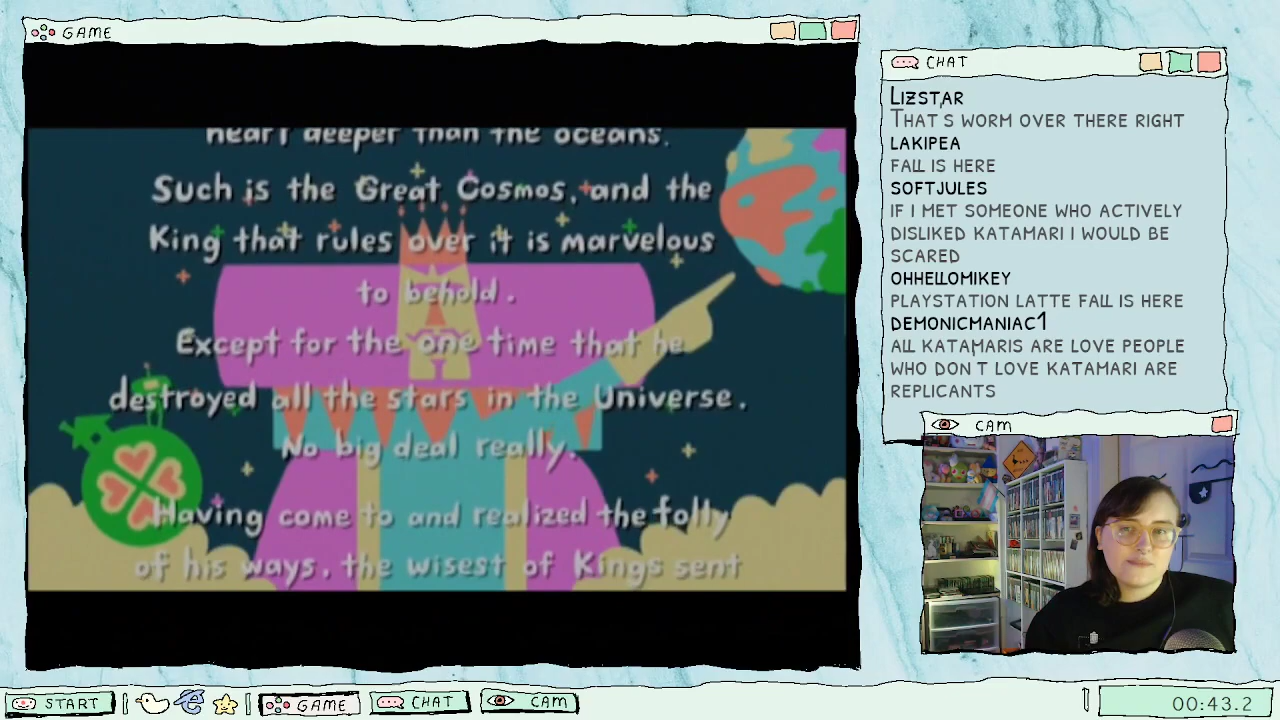 GAME
heart deeper than the oceans.
Such is the Great Cosmos, and the
King that rules over it is marvelous
to behold.
Except for the one time that he
destroyed all the stars in the Universe.
No big deal really.
Having come to and realized the folly
of his ways, the wisest of Kings sent
CHAT
LIZSTAR
THAT'S WORM OVER THERE RIGHT
LAKIPEA
FALL IS HERE
SOFTJULES
IF I MET SOMEONE WHO ACTIVELY
DISLIKED KATAMARI I WOULD BE
SCARED
OHHELLOMIKEY
PLAYSTATION LATTE FALL IS HERE
DEMONICMANIAC1
ALL KATAMARIS ARE LOVE, PEOPLE
WHO DON'T LOVE KATAMARI ARE
REPLICANTS
CAM
START
GAME
CHAT
CAM
00:43.2